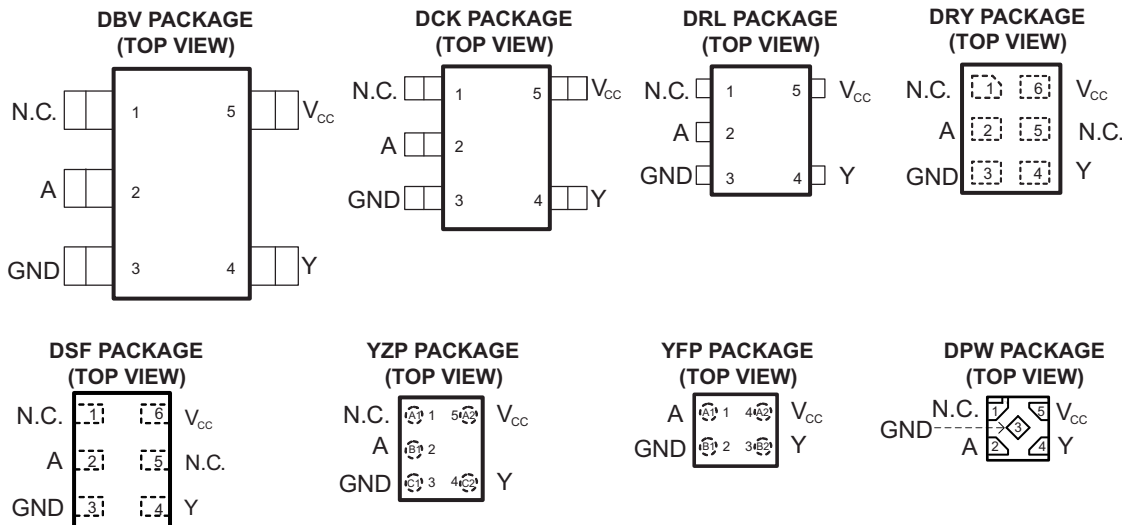 DBV PACKAGE
(TOP VIEW)
N.C. 1 5 VCC
A 2
GND 3 4 Y
DCK PACKAGE
(TOP VIEW)
N.C. 1 5 VCC
A 2
GND 3 4 Y
DRL PACKAGE
(TOP VIEW)
N.C. 1 5 VCC
A 2
GND 3 4 Y
DRY PACKAGE
(TOP VIEW)
N.C. 1 6 VCC
A 2 5 N.C.
GND 3 4 Y
DSF PACKAGE
(TOP VIEW)
N.C. 1 6 VCC
A 2 5 N.C.
GND 3 4 Y
YZP PACKAGE
(TOP VIEW)
N.C. A1 1 5 A2 VCC
A B1 2
GND C1 3 4 C2 Y
YFP PACKAGE
(TOP VIEW)
A A1 1 4 A2 VCC
GND B1 2 3 B2 Y
DPW PACKAGE
(TOP VIEW)
N.C. 1 5 VCC
GND 3
A 2 4 Y